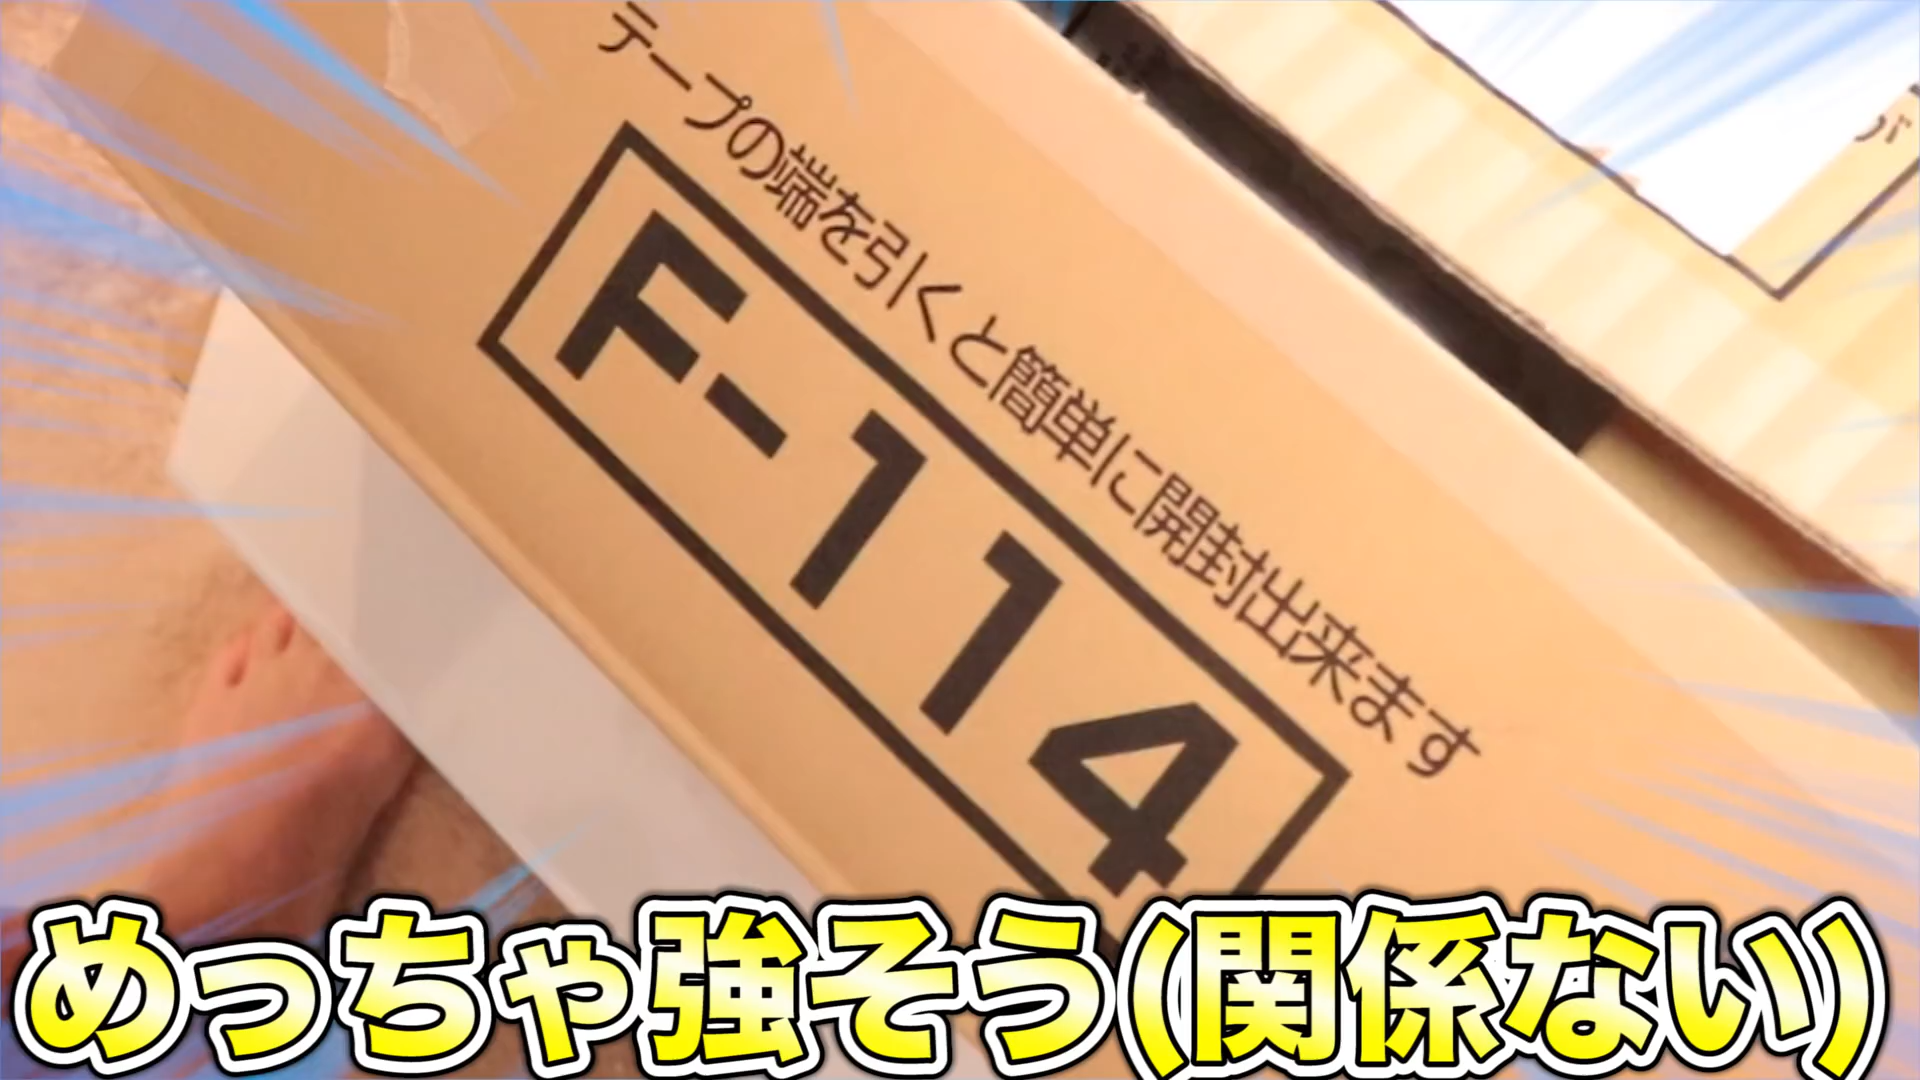 テープの端を引くと簡単に開封出来ます
F-114
が
めっちゃ強そう(関係ない)